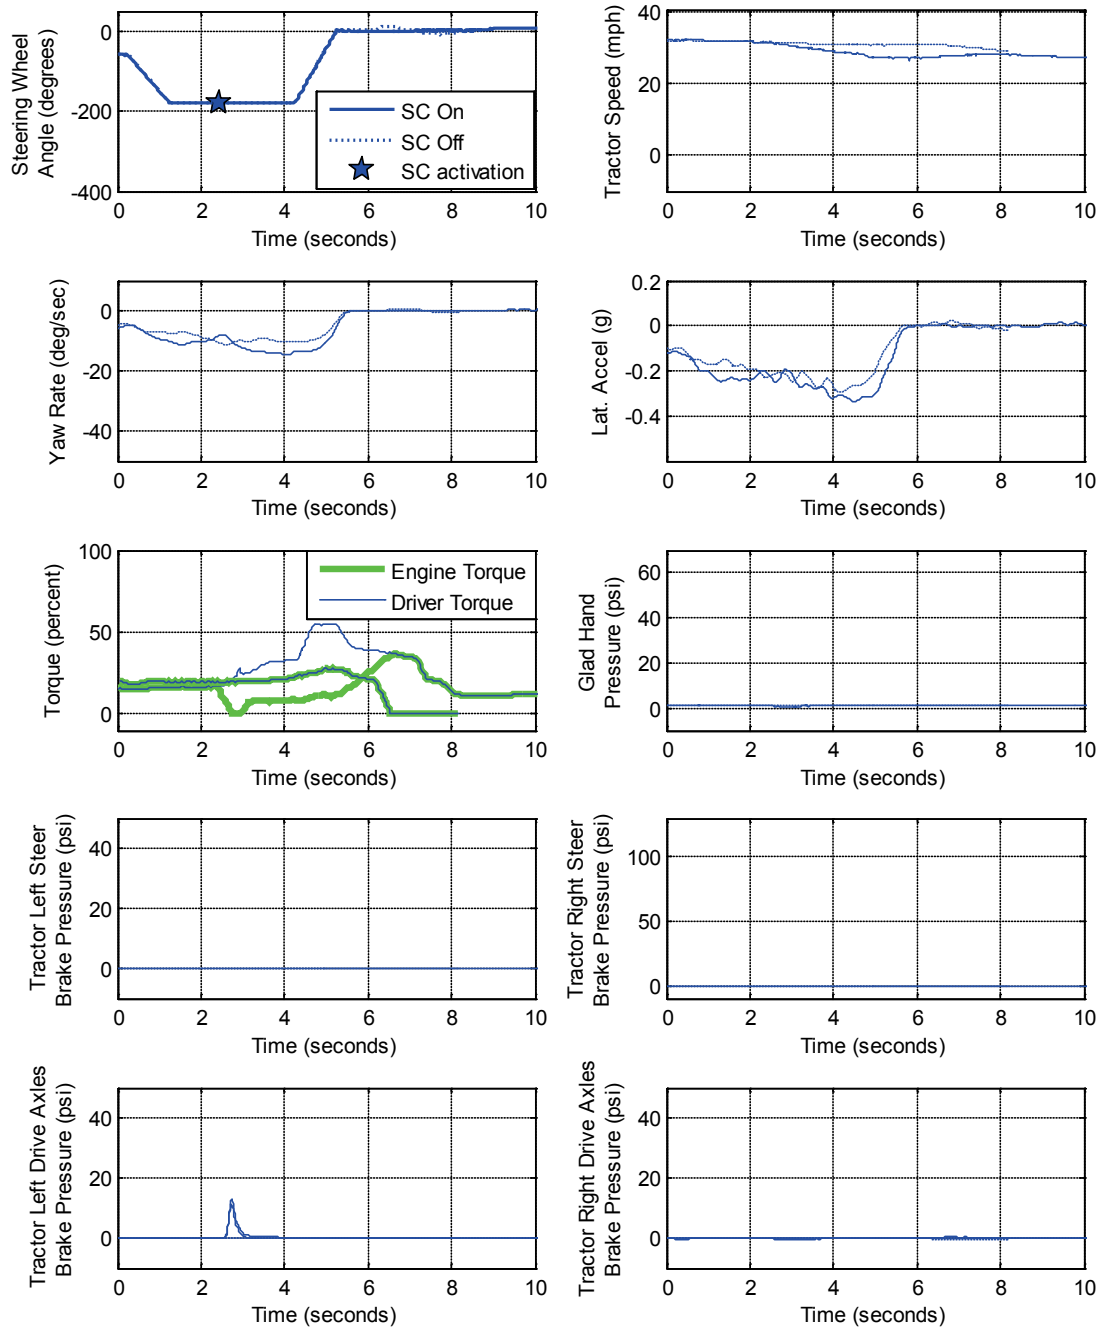 Steering Wheel
Angle (degrees)
0
-200
-400
SC On
SC Off
SC activation
0 2 4 6 8 10
Time (seconds)
Tractor Speed (mph)
40
20
0
0 2 4 6 8 10
Time (seconds)
Yaw Rate (deg/sec)
0
-20
-40
0 2 4 6 8 10
Time (seconds)
Lat. Accel (g)
0.2
0
-0.2
-0.4
0 2 4 6 8 10
Time (seconds)
Torque (percent)
100
50
0
Engine Torque
Driver Torque
0 2 4 6 8 10
Time (seconds)
Glad Hand
Pressure (psi)
60
40
20
0
0 2 4 6 8 10
Time (seconds)
Tractor Left Steer
Brake Pressure (psi)
40
20
0
0 2 4 6 8 10
Time (seconds)
Tractor Right Steer
Brake Pressure (psi)
100
50
0
0 2 4 6 8 10
Time (seconds)
Tractor Left Drive Axles
Brake Pressure (psi)
40
20
0
0 2 4 6 8 10
Time (seconds)
Tractor Right Drive Axles
Brake Pressure (psi)
40
20
0
0 2 4 6 8 10
Time (seconds)